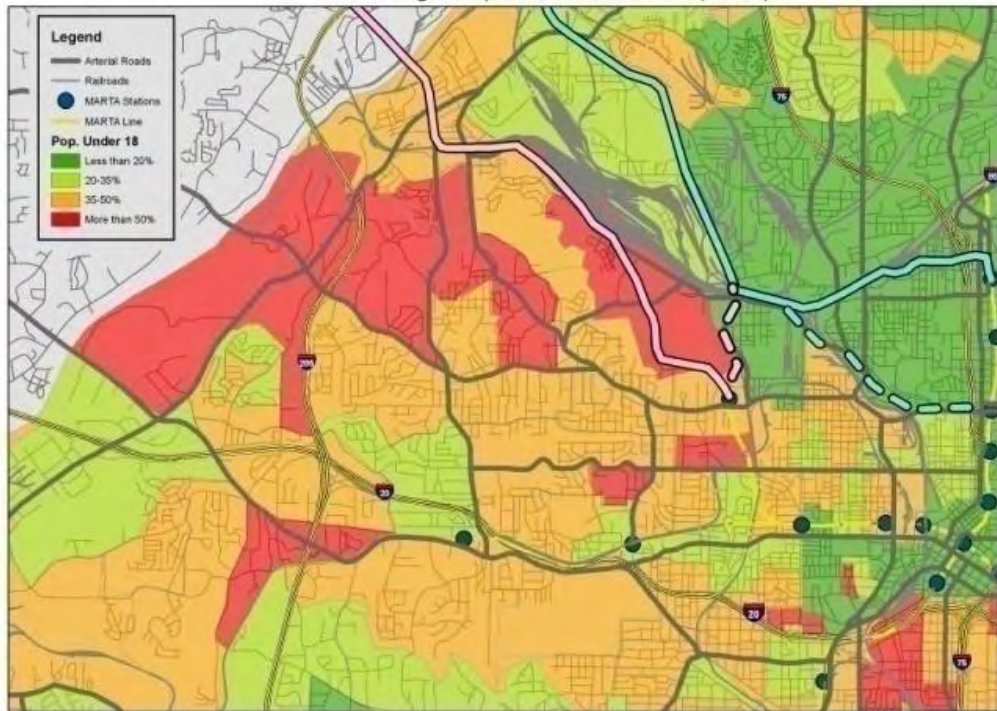 Legend
Arterial Roads
Railroads
MARTA Stations
MARTA Line
Pop. Under 18
Less than 20%
20-35%
35-50%
More than 50%
75
85
285
20
20
75